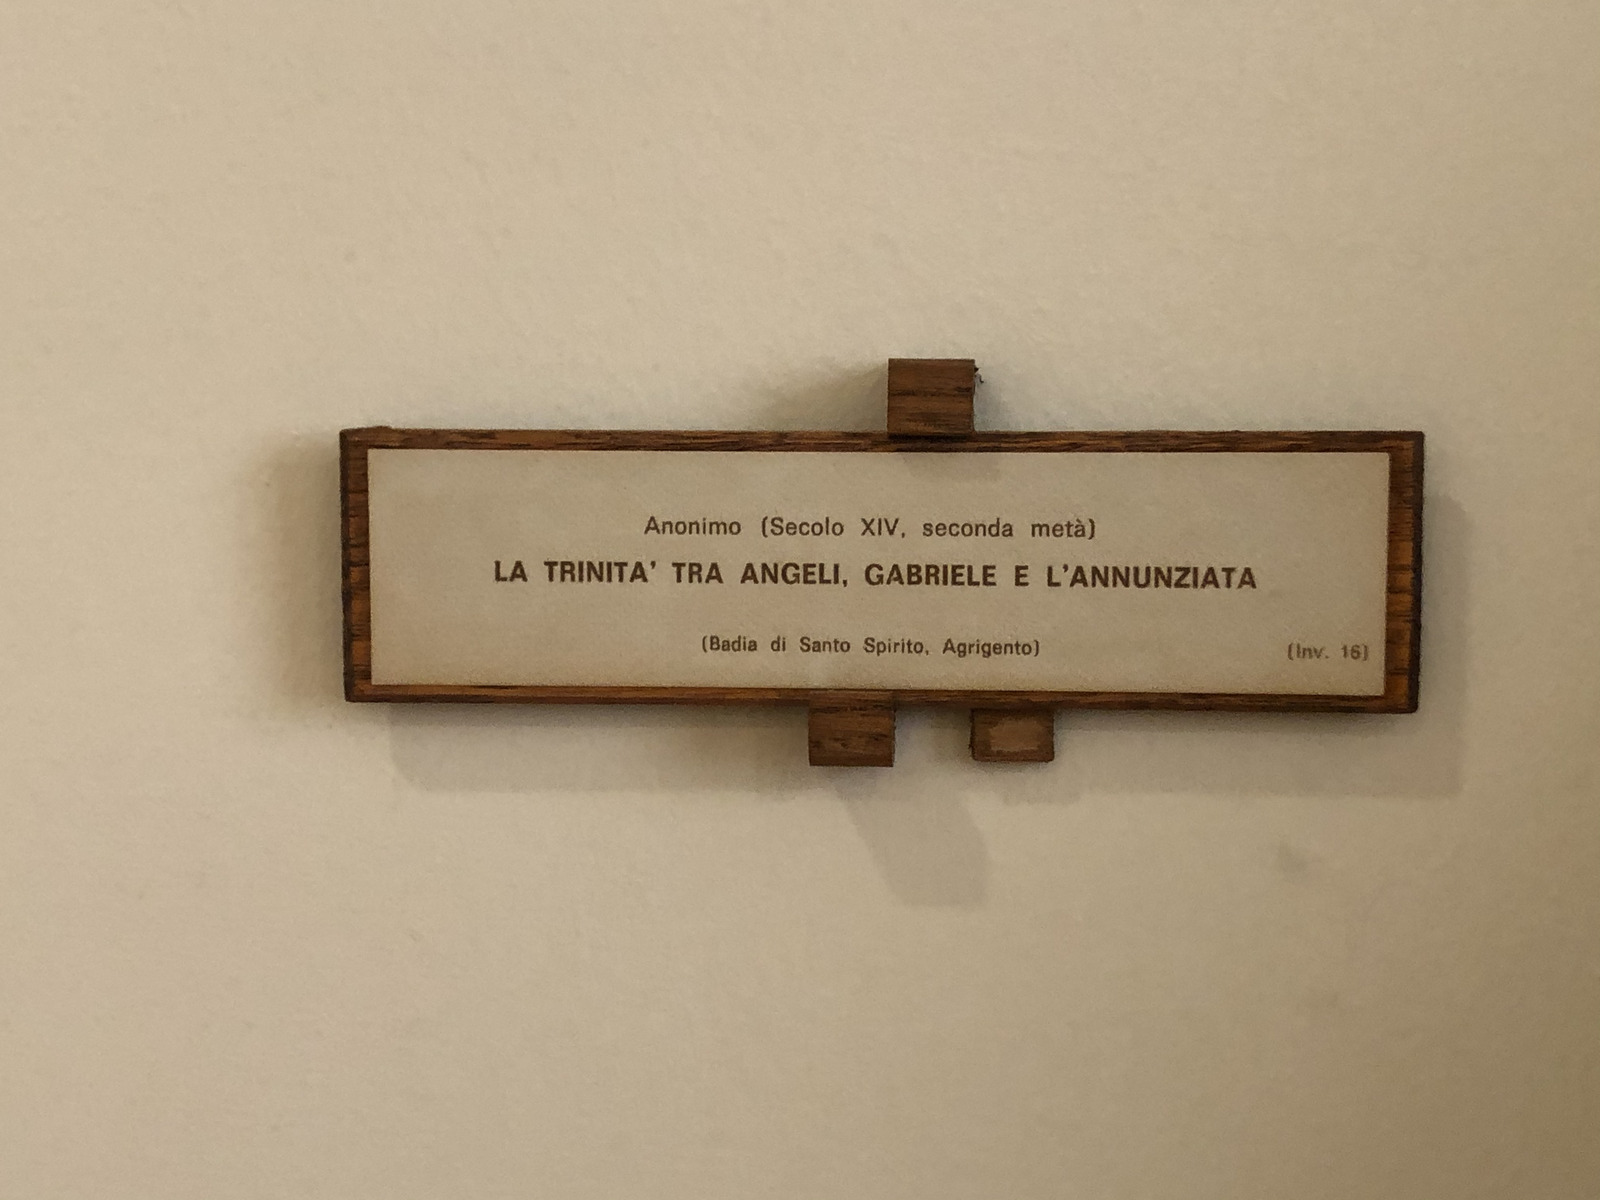 Anonimo (Secolo XIV, seconda metà)
LA TRINITA' TRA ANGELI, GABRIELE E L'ANNUNZIATA
(Badia di Santo Spirito, Agrigento)
(Inv. 16)